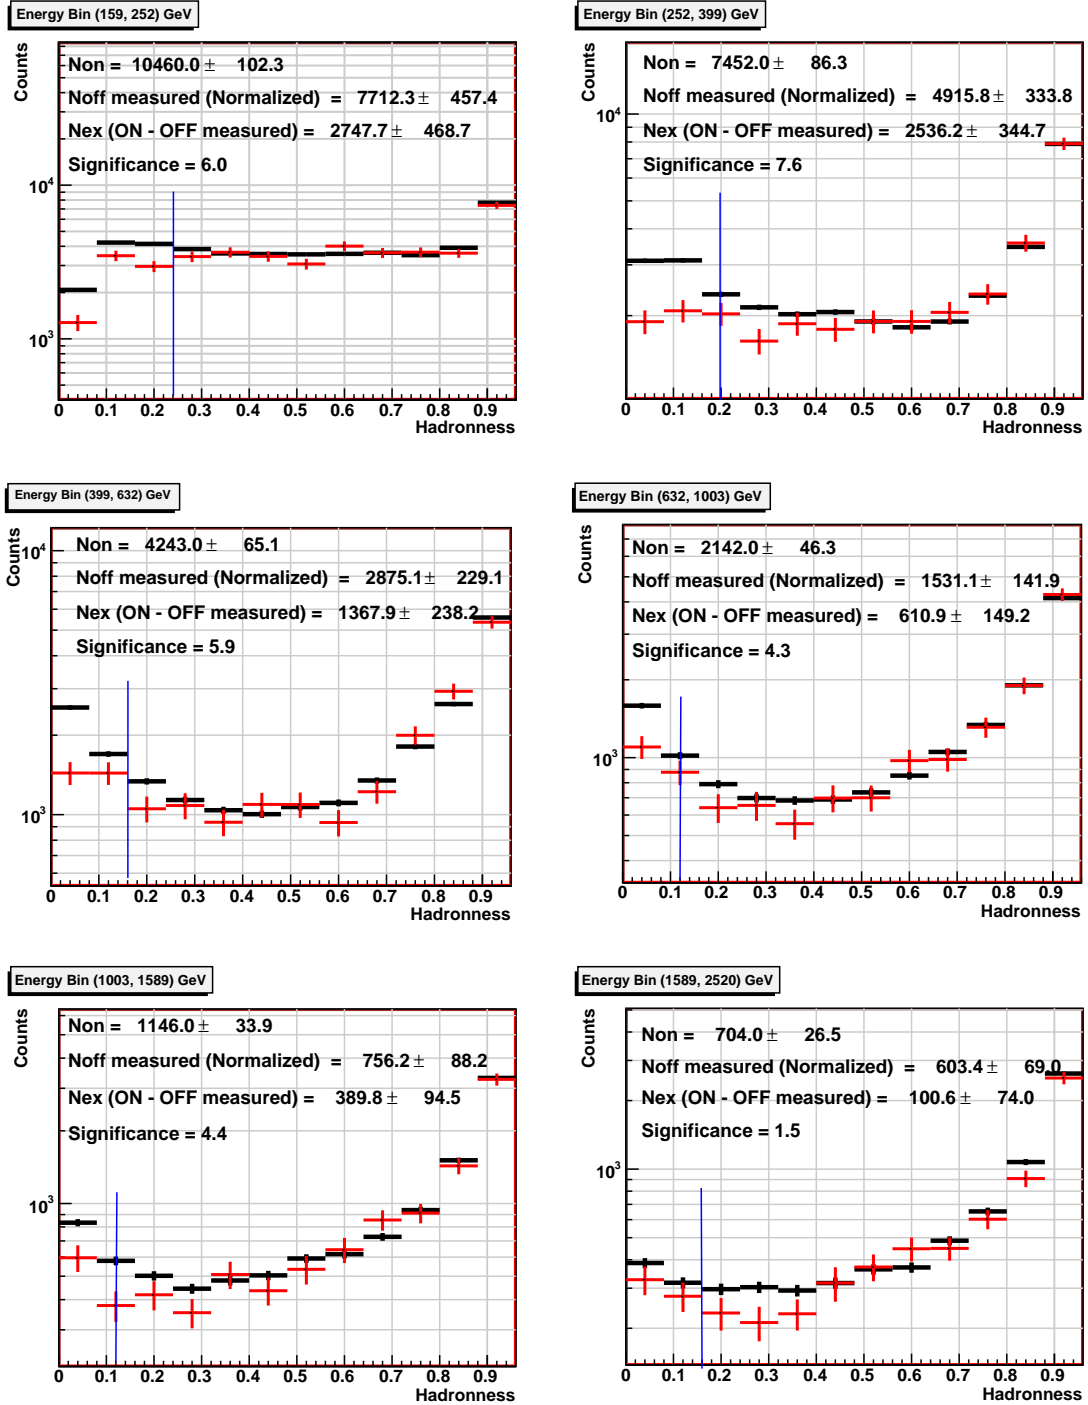 Energy Bin (159, 252) GeV
Counts
Non = 10460.0 ± 102.3
Noff measured (Normalized) = 7712.3 ± 457.4
Nex (ON - OFF measured) = 2747.7 ± 468.7
Significance = 6.0
10^4
10^3
0 0.1 0.2 0.3 0.4 0.5 0.6 0.7 0.8 0.9
Hadronness
Energy Bin (252, 399) GeV
Counts
Non = 7452.0 ± 86.3
Noff measured (Normalized) = 4915.8 ± 333.8
10^4
Nex (ON - OFF measured) = 2536.2 ± 344.7
Significance = 7.6
0 0.1 0.2 0.3 0.4 0.5 0.6 0.7 0.8 0.9
Hadronness
Energy Bin (399, 632) GeV
Counts
10^4
Non = 4243.0 ± 65.1
Noff measured (Normalized) = 2875.1 ± 229.1
Nex (ON - OFF measured) = 1367.9 ± 238.2
Significance = 5.9
10^3
0 0.1 0.2 0.3 0.4 0.5 0.6 0.7 0.8 0.9
Hadronness
Energy Bin (632, 1003) GeV
Counts
Non = 2142.0 ± 46.3
Noff measured (Normalized) = 1531.1 ± 141.9
Nex (ON - OFF measured) = 610.9 ± 149.2
Significance = 4.3
10^3
0 0.1 0.2 0.3 0.4 0.5 0.6 0.7 0.8 0.9
Hadronness
Energy Bin (1003, 1589) GeV
Counts
Non = 1146.0 ± 33.9
Noff measured (Normalized) = 756.2 ± 88.2
Nex (ON - OFF measured) = 389.8 ± 94.5
Significance = 4.4
10^3
0 0.1 0.2 0.3 0.4 0.5 0.6 0.7 0.8 0.9
Hadronness
Energy Bin (1589, 2520) GeV
Counts
Non = 704.0 ± 26.5
Noff measured (Normalized) = 603.4 ± 69.0
Nex (ON - OFF measured) = 100.6 ± 74.0
Significance = 1.5
10^3
0 0.1 0.2 0.3 0.4 0.5 0.6 0.7 0.8 0.9
Hadronness